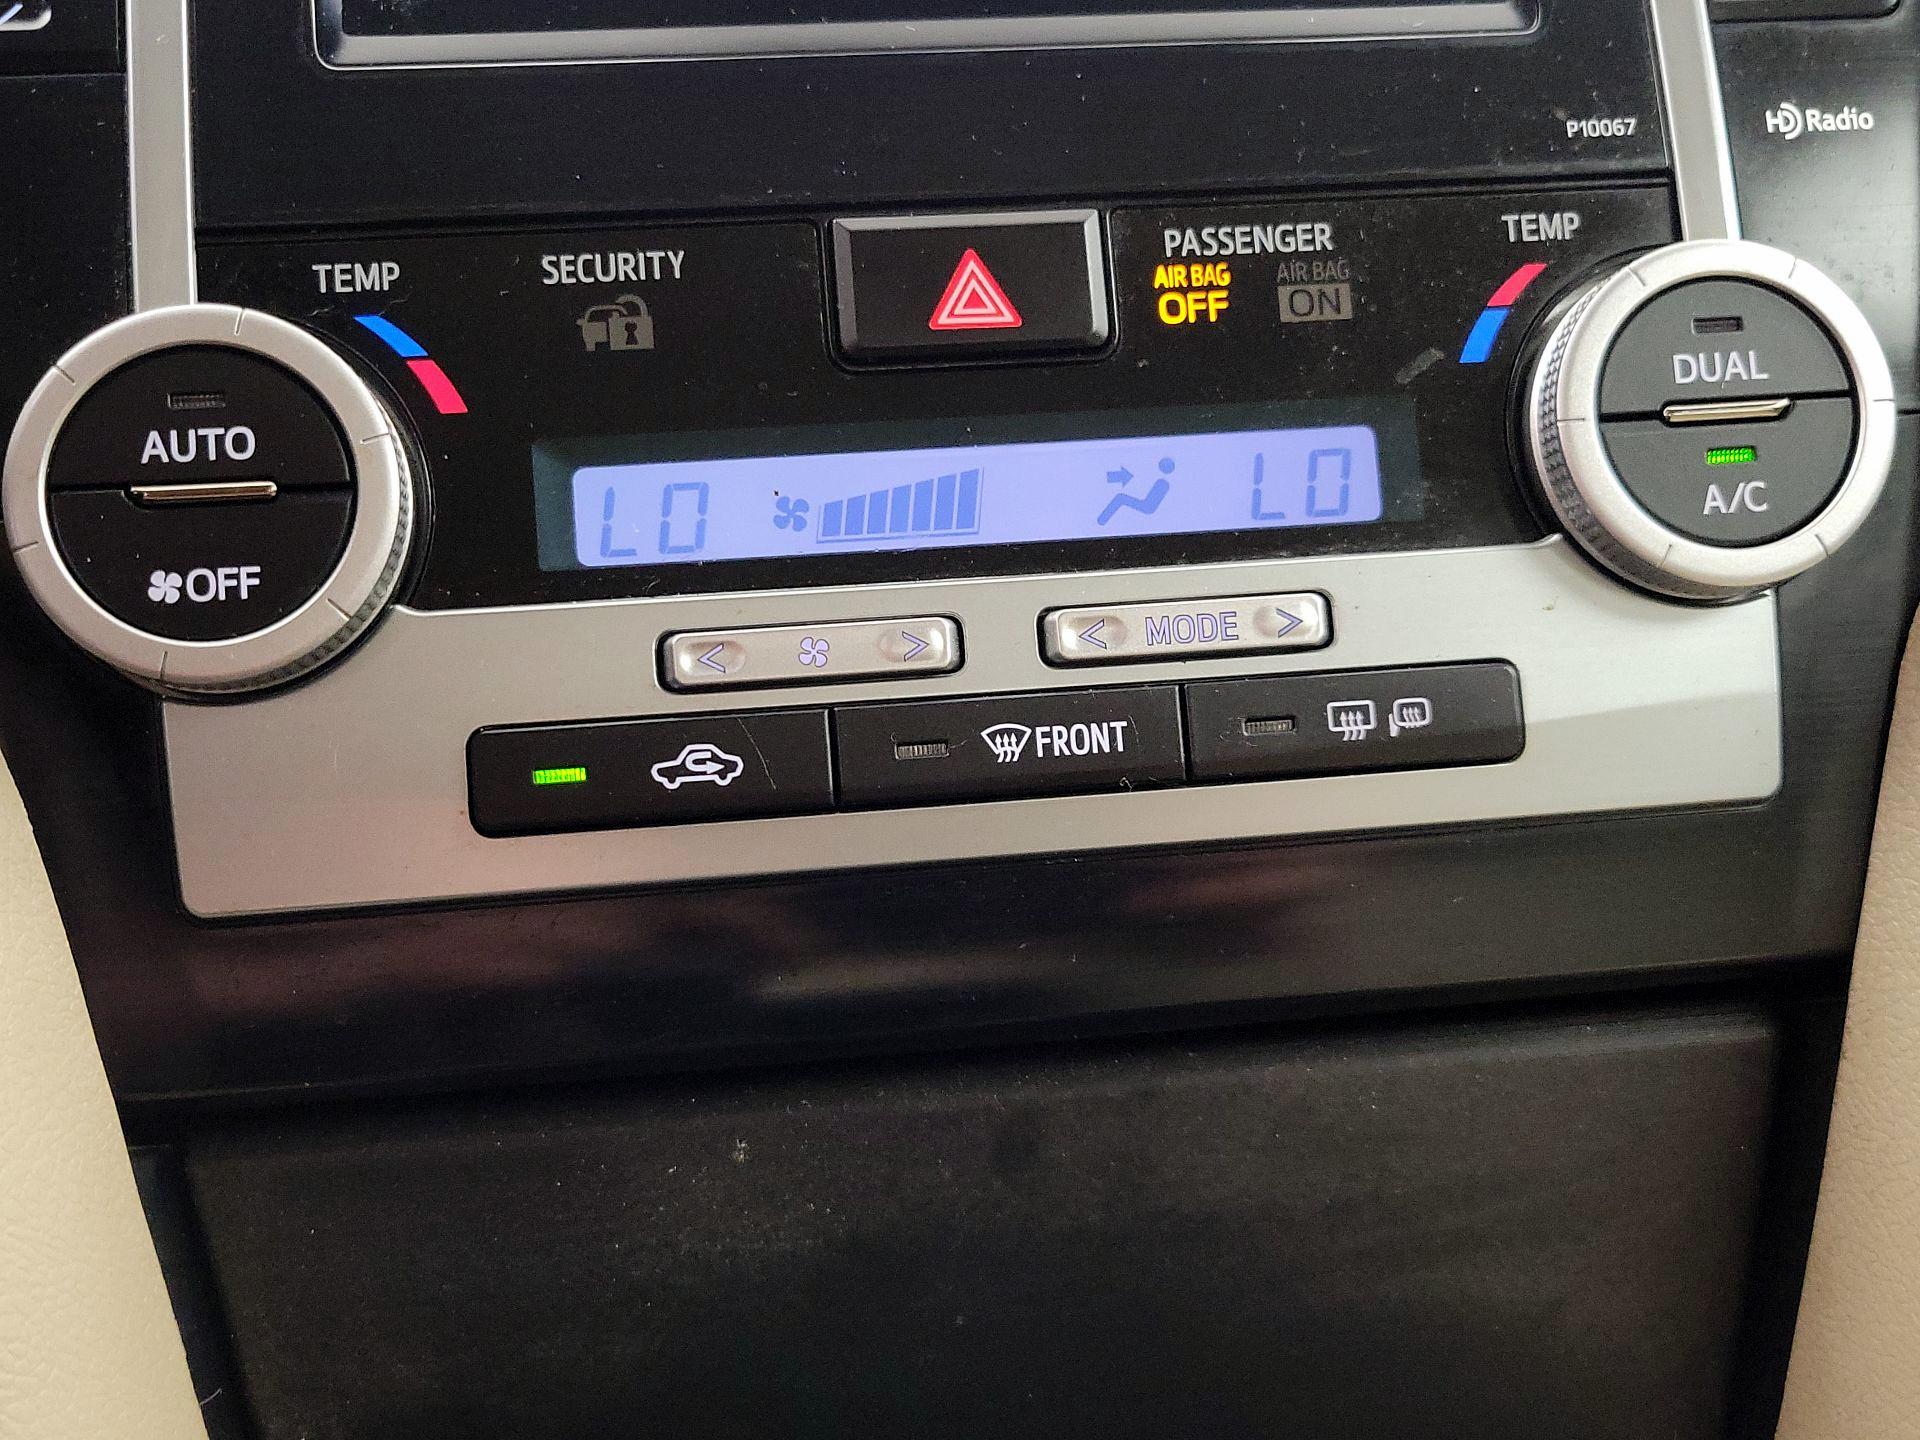 P10067
HD Radio
TEMP
SECURITY
PASSENGER
AIR BAG OFF
AIR BAG ON
TEMP
AUTO
OFF
LO
LO
DUAL
A/C
< >
< MODE >
FRONT